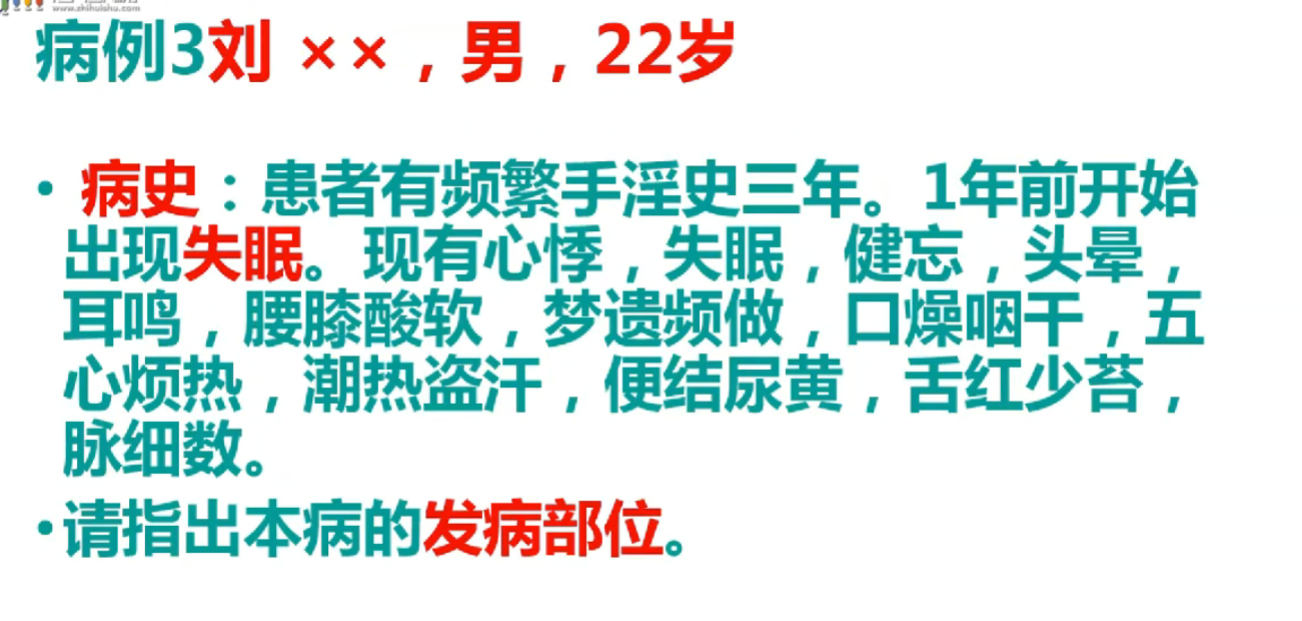 www.zhihuishu.com
病例3刘 ××，男，22岁
• 病史：患者有频繁手淫史三年。1年前开始
出现失眠。现有心悸，失眠，健忘，头晕，
耳鸣，腰膝酸软，梦遗频做，口燥咽干，五
心烦热，潮热盗汗，便结尿黄，舌红少苔，
脉细数。
•请指出本病的发病部位。